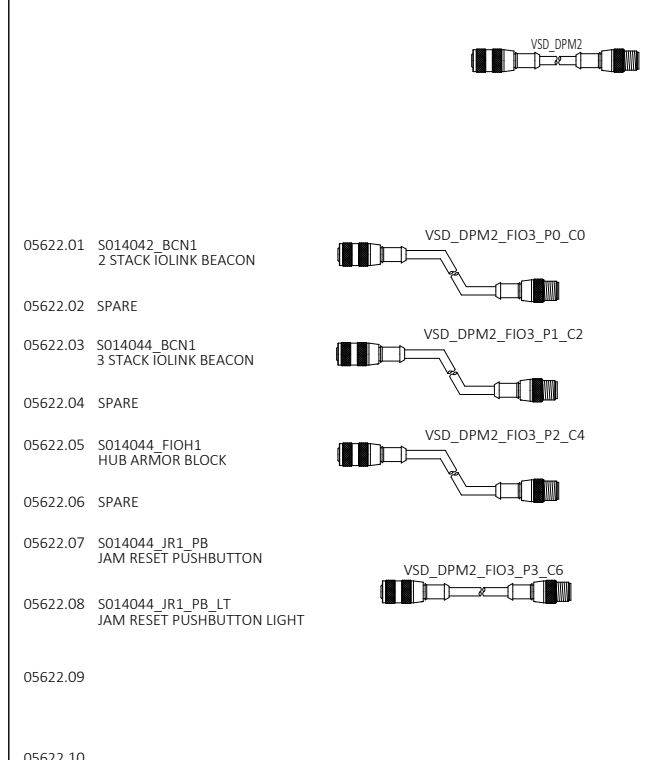 VSD_DPM2
05622.01 S014042_BCN1 VSD_DPM2_FIO3_P0_C0
2 STACK IOLINK BEACON
05622.02 SPARE
05622.03 S014044_BCN1 VSD_DPM2_FIO3_P1_C2
3 STACK IOLINK BEACON
05622.04 SPARE
05622.05 S014044_FIOH1 VSD_DPM2_FIO3_P2_C4
HUB ARMOR BLOCK
05622.06 SPARE
05622.07 S014044_JR1_PB
JAM RESET PUSHBUTTON
VSD_DPM2_FIO3_P3_C6
05622.08 S014044_JR1_PB_LT
JAM RESET PUSHBUTTON LIGHT
05622.09
05622.10